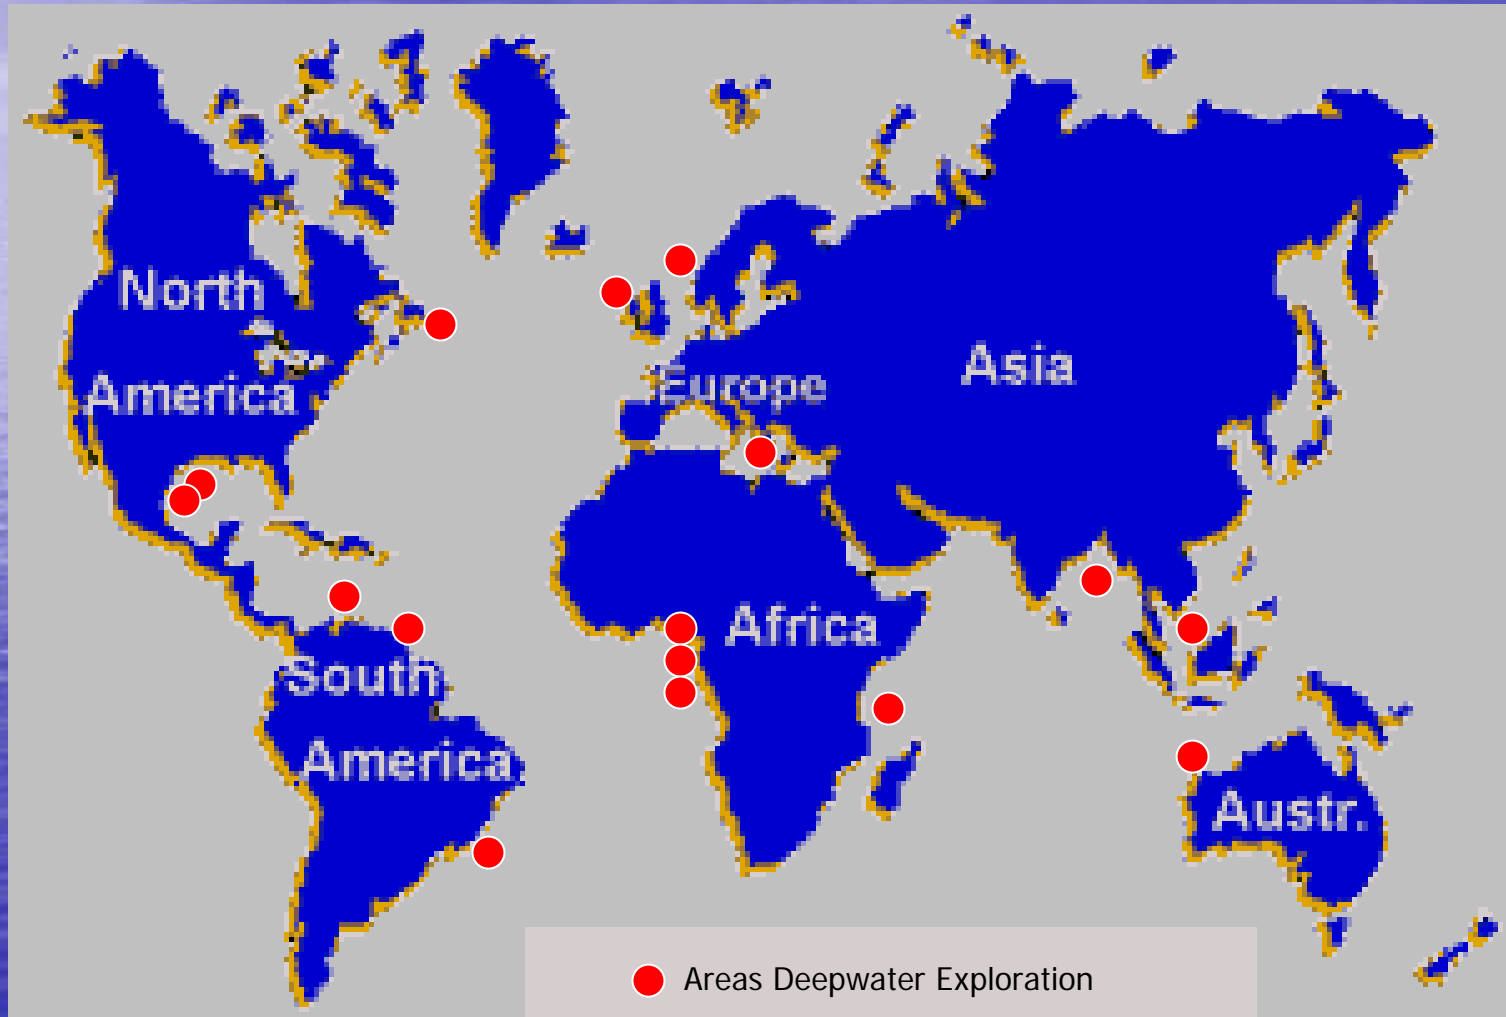 North
America
Europe
Asia
Africa
South
America
Austr.
Areas Deepwater Exploration